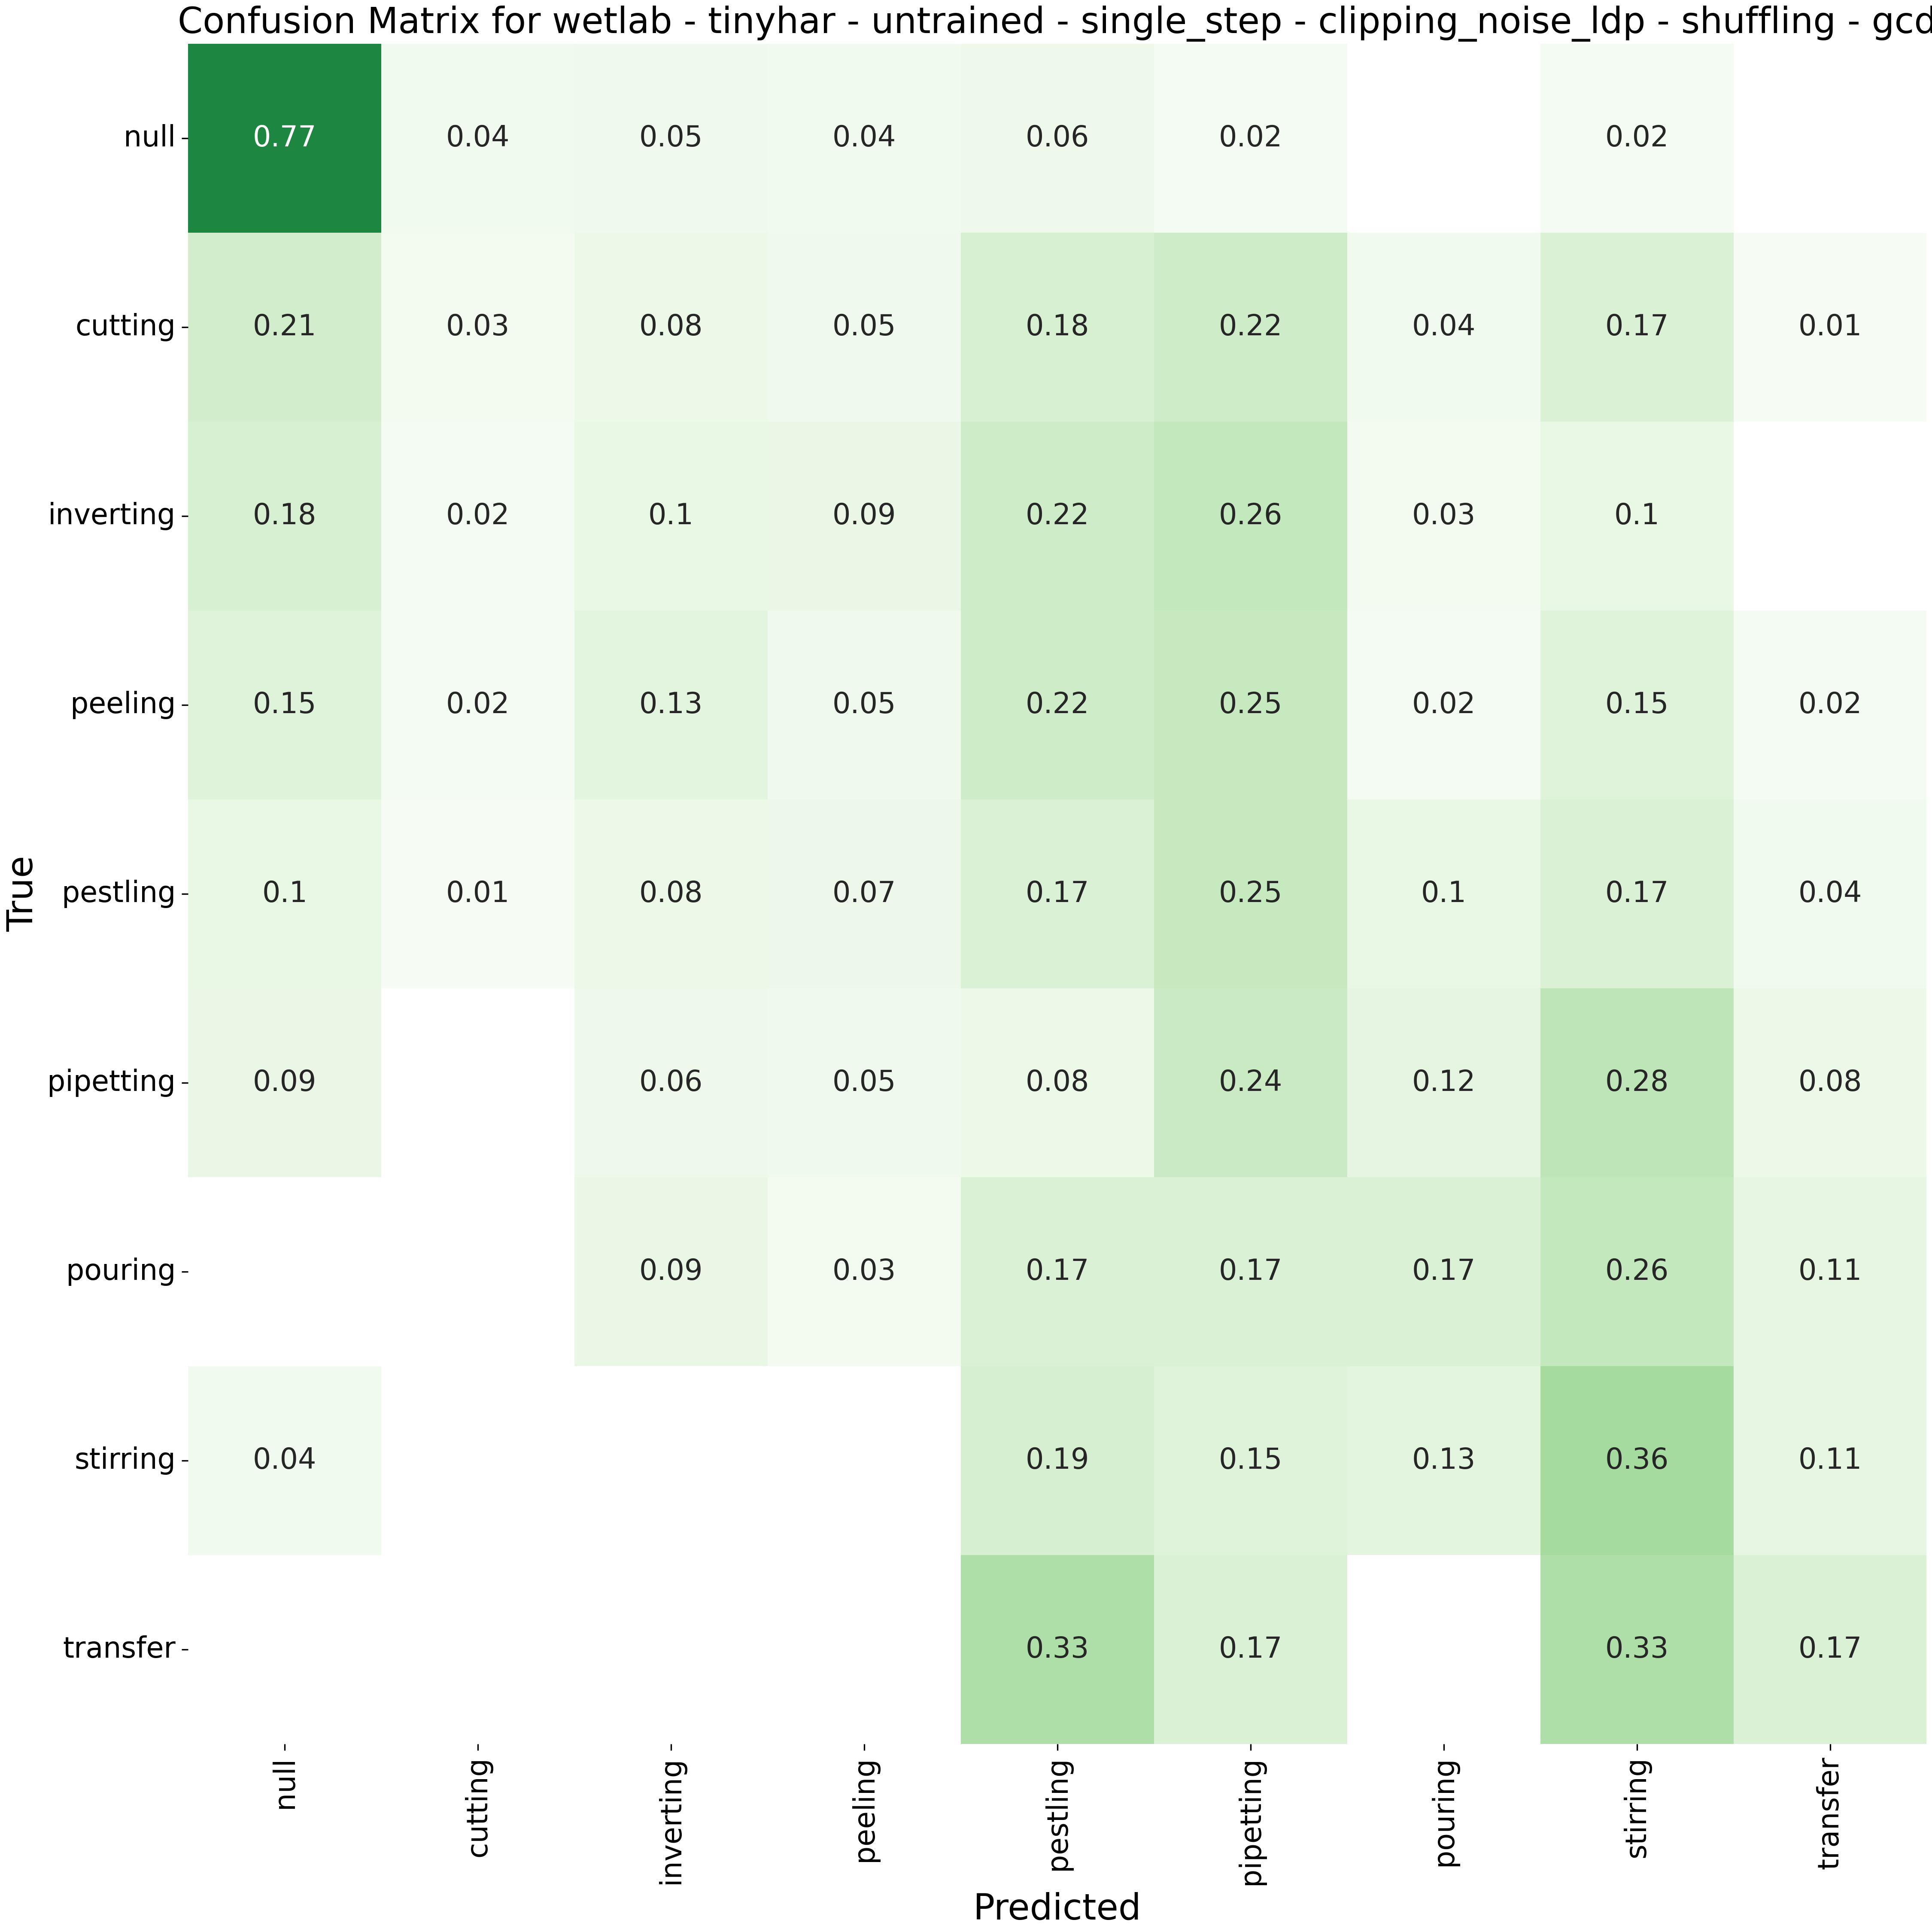 Confusion Matrix for wetlab - tinyhar - untrained - single_step - clipping_noise_ldp - shuffling - gcd
null 0.77 0.04 0.05 0.04 0.06 0.02 0.02
cutting 0.21 0.03 0.08 0.05 0.18 0.22 0.04 0.17 0.01
inverting 0.18 0.02 0.1 0.09 0.22 0.26 0.03 0.1
peeling 0.15 0.02 0.13 0.05 0.22 0.25 0.02 0.15 0.02
pestling 0.1 0.01 0.08 0.07 0.17 0.25 0.1 0.17 0.04
pipetting 0.09 0.06 0.05 0.08 0.24 0.12 0.28 0.08
pouring 0.09 0.03 0.17 0.17 0.17 0.26 0.11
stirring 0.04 0.19 0.15 0.13 0.36 0.11
transfer 0.33 0.17 0.33 0.17
True
null cutting inverting peeling pestling pipetting pouring stirring transfer
Predicted